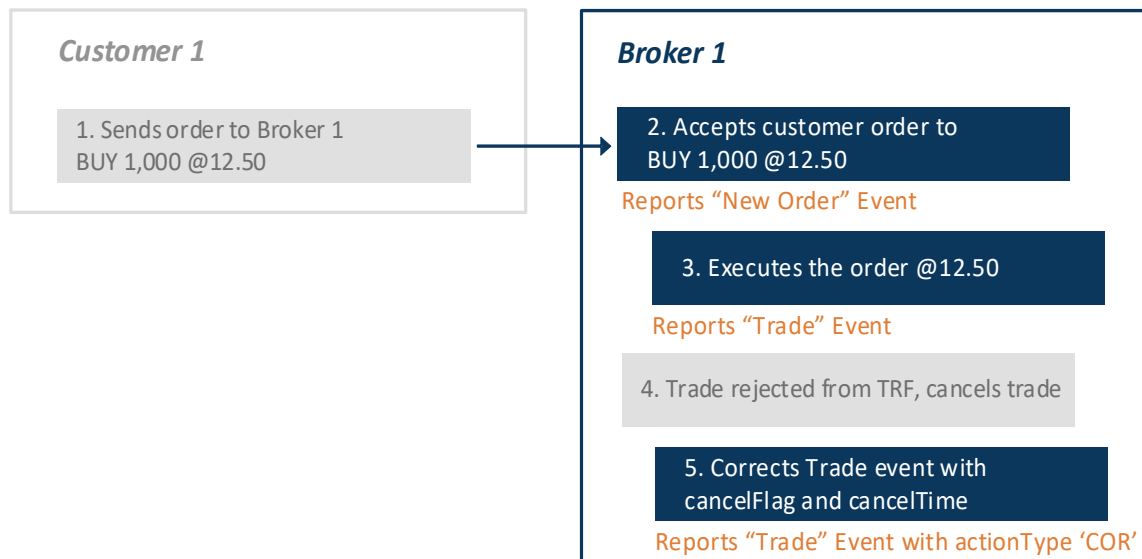 Customer 1
1. Sends order to Broker 1
BUY 1,000 @12.50
Broker 1
2. Accepts customer order to
BUY 1,000 @12.50
Reports “New Order” Event
3. Executes the order @12.50
Reports “Trade” Event
4. Trade rejected from TRF, cancels trade
5. Corrects Trade event with
cancelFlag and cancelTime
Reports “Trade” Event with actionType ‘COR’